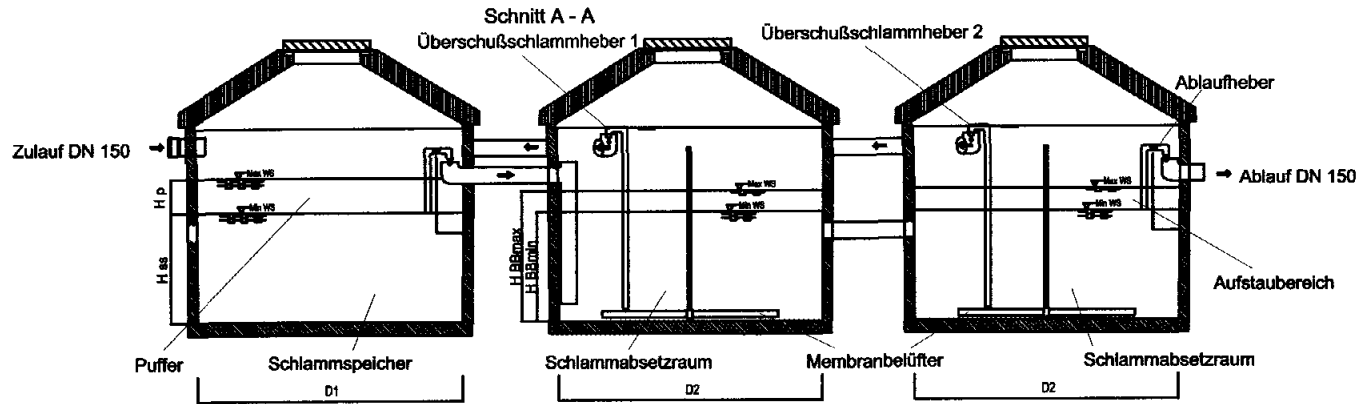 Schnitt A - A
Überschußschlammheber 1
Überschußschlammheber 2
Ablaufheber
Zulauf DN 150
Ablauf DN 150
Max WS
Min WS
Max WS
Min WS
Max WS
Min WS
H p
H ss
H BBmax
H BBmin
Aufstaubereich
Puffer
Schlammspeicher
Schlammabsetzraum
Membranbelüfter
Schlammabsetzraum
D1
D2
D2